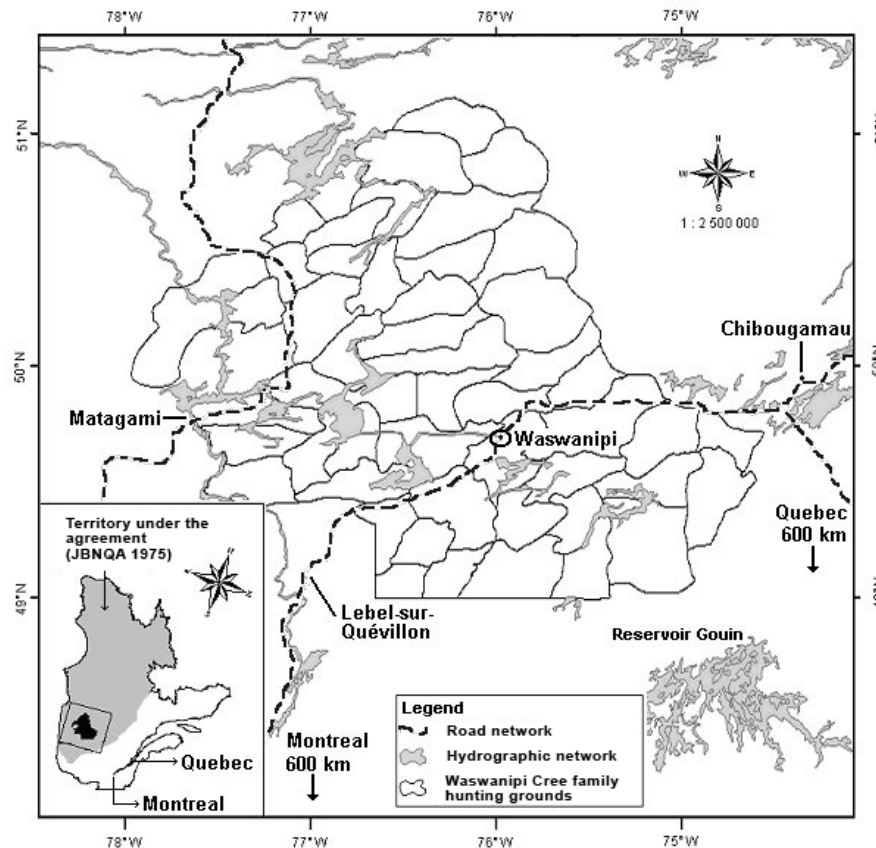 78°W
77°W
76°W
75°W
51°N
N
W
E
S
1 : 2 500 000
Chibougamau
50°N
Matagami
Waswanipi
Territory under the
agreement
(JBNQA 1975)
Quebec
600 km
49°N
Lebel-sur-
Quévillon
Reservoir Gouin
Legend
Road network
Hydrographic network
Waswanipi Cree family
hunting grounds
Montreal
600 km
Quebec
Montreal
78°W
77°W
76°W
75°W